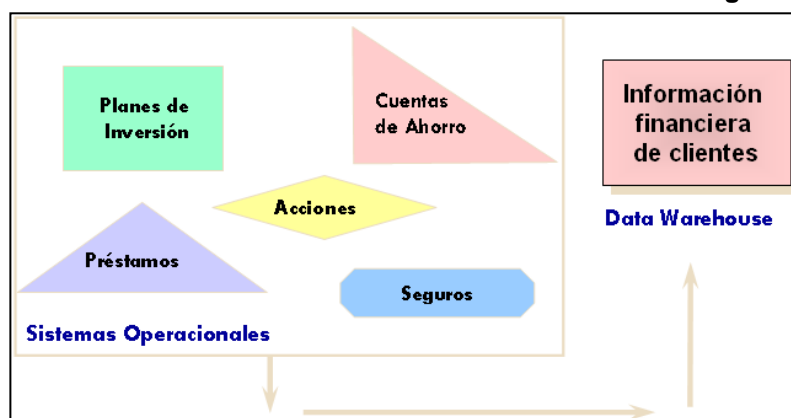 Planes de
Inversión
Cuentas
de Ahorro
Acciones
Préstamos
Seguros
Sistemas Operacionales
Información
financiera
de clientes
Data Warehouse